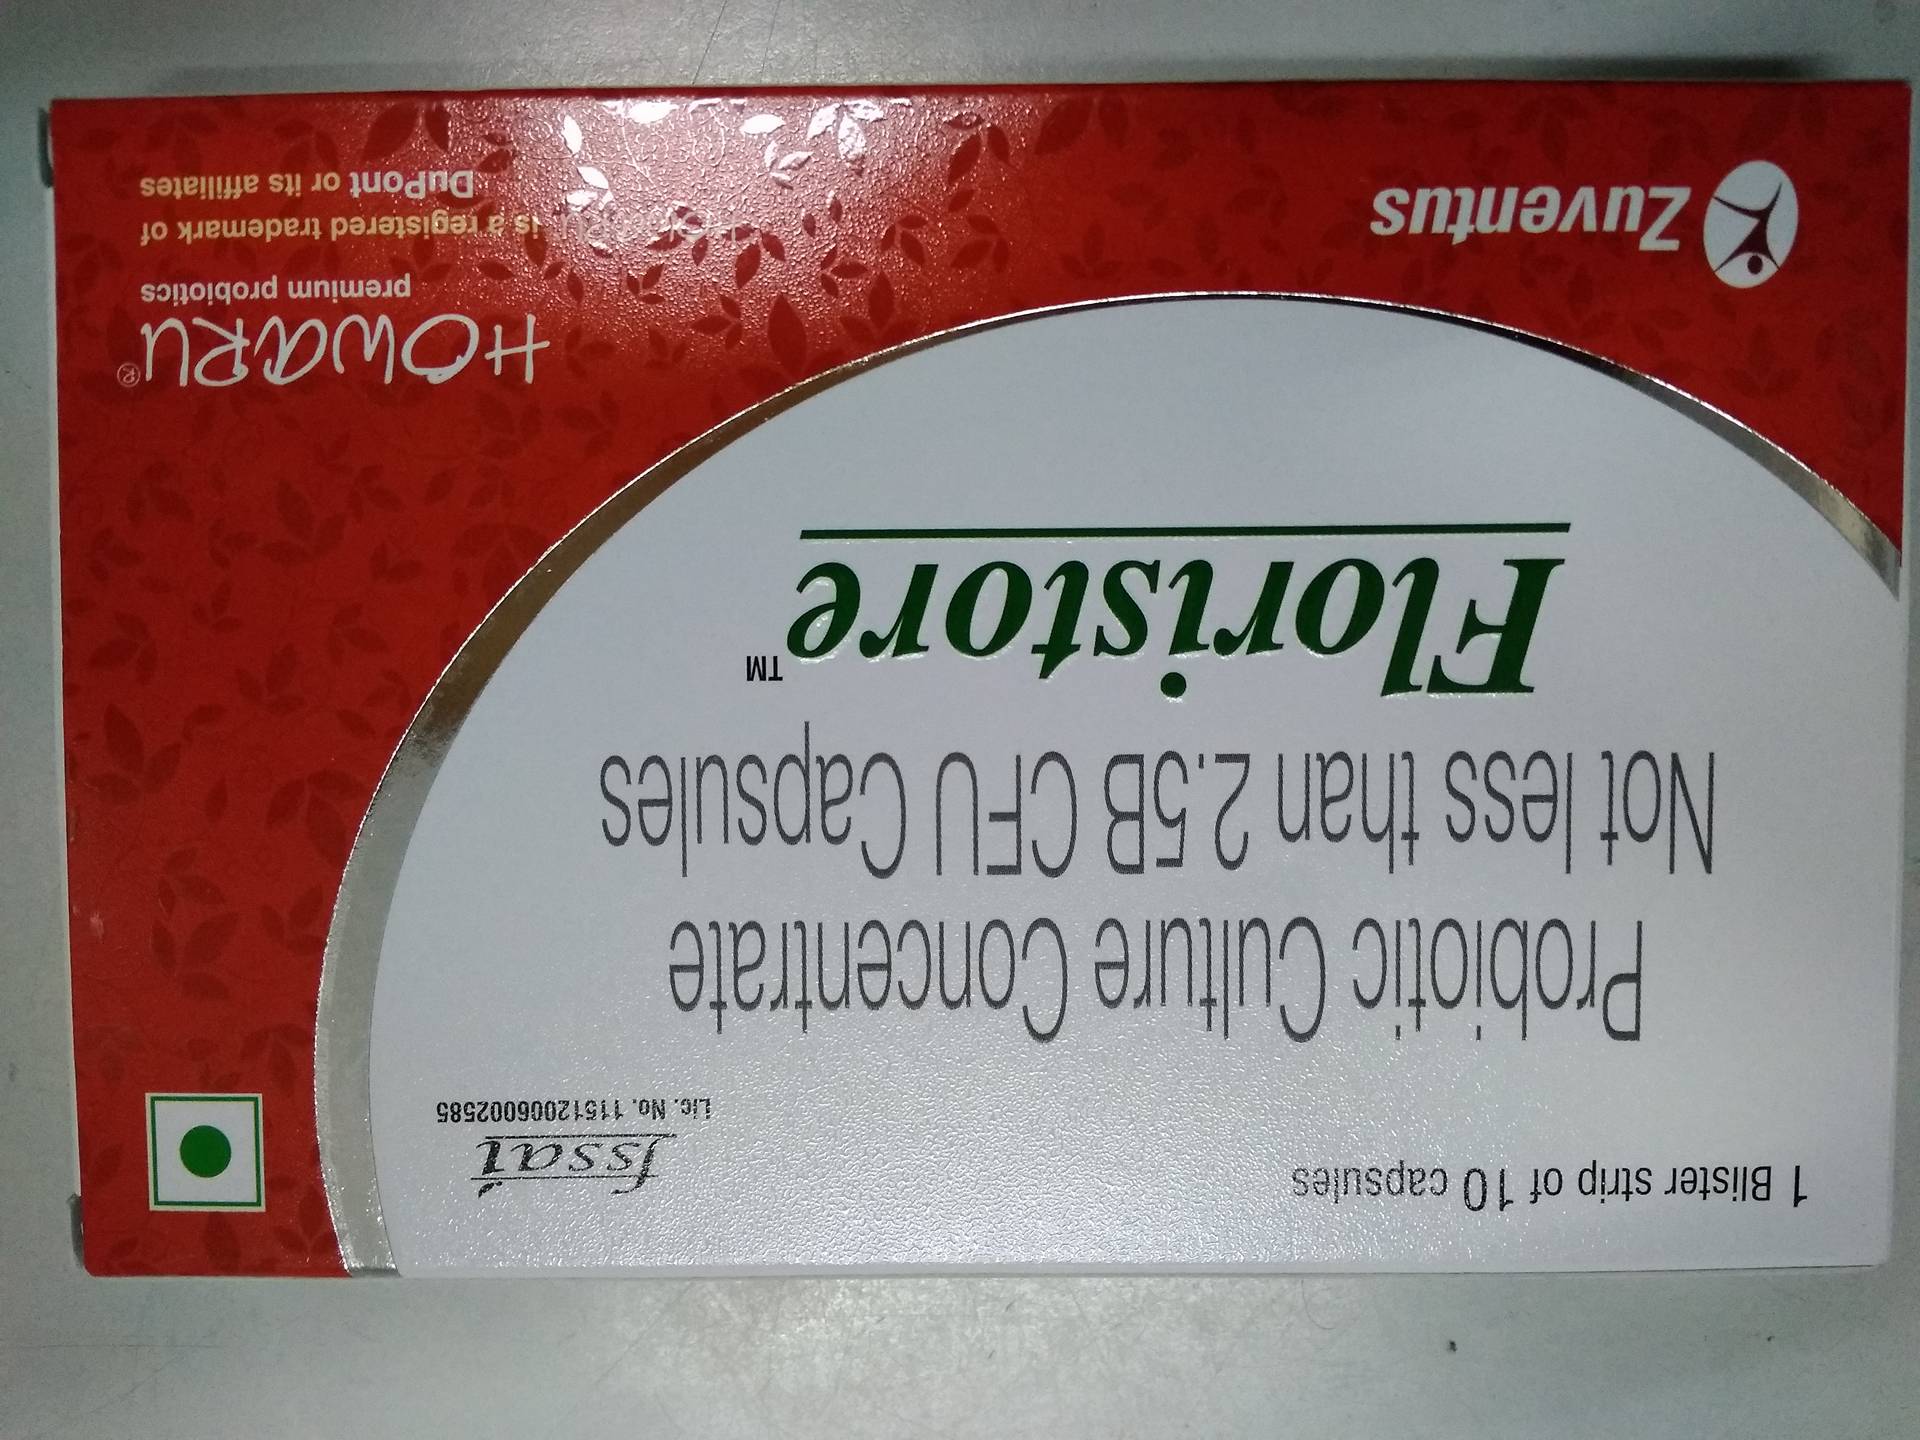 1 Blister strip of 10 capsules
fssai
Lic. No. 11512006002585
Probiotic Culture Concentrate
Not less than 2.5B CFU Capsules
Floristore™
HOWARU®
premium probiotics
HOWARU is a registered trademark of
DuPont or its affiliates
Zuventus